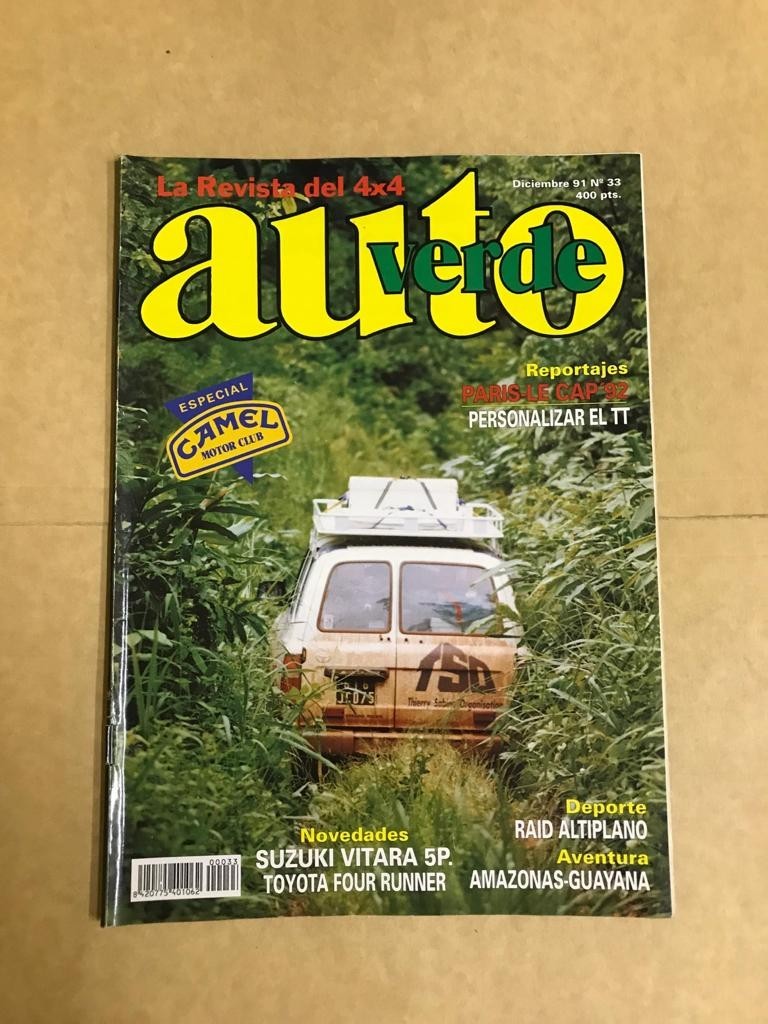 La Revista del 4x4
Diciembre 91 Nº 33
400 pts.
auto
verde
Reportajes
PARIS-LE CAP'92
PERSONALIZAR EL TT
ESPECIAL
CAMEL
MOTOR CLUB
TSO
Thierry Sabine Organisation
075
Deporte
RAID ALTIPLANO
Aventura
AMAZONAS-GUAYANA
Novedades
SUZUKI VITARA 5P.
TOYOTA FOUR RUNNER
00033
8 420775 401062